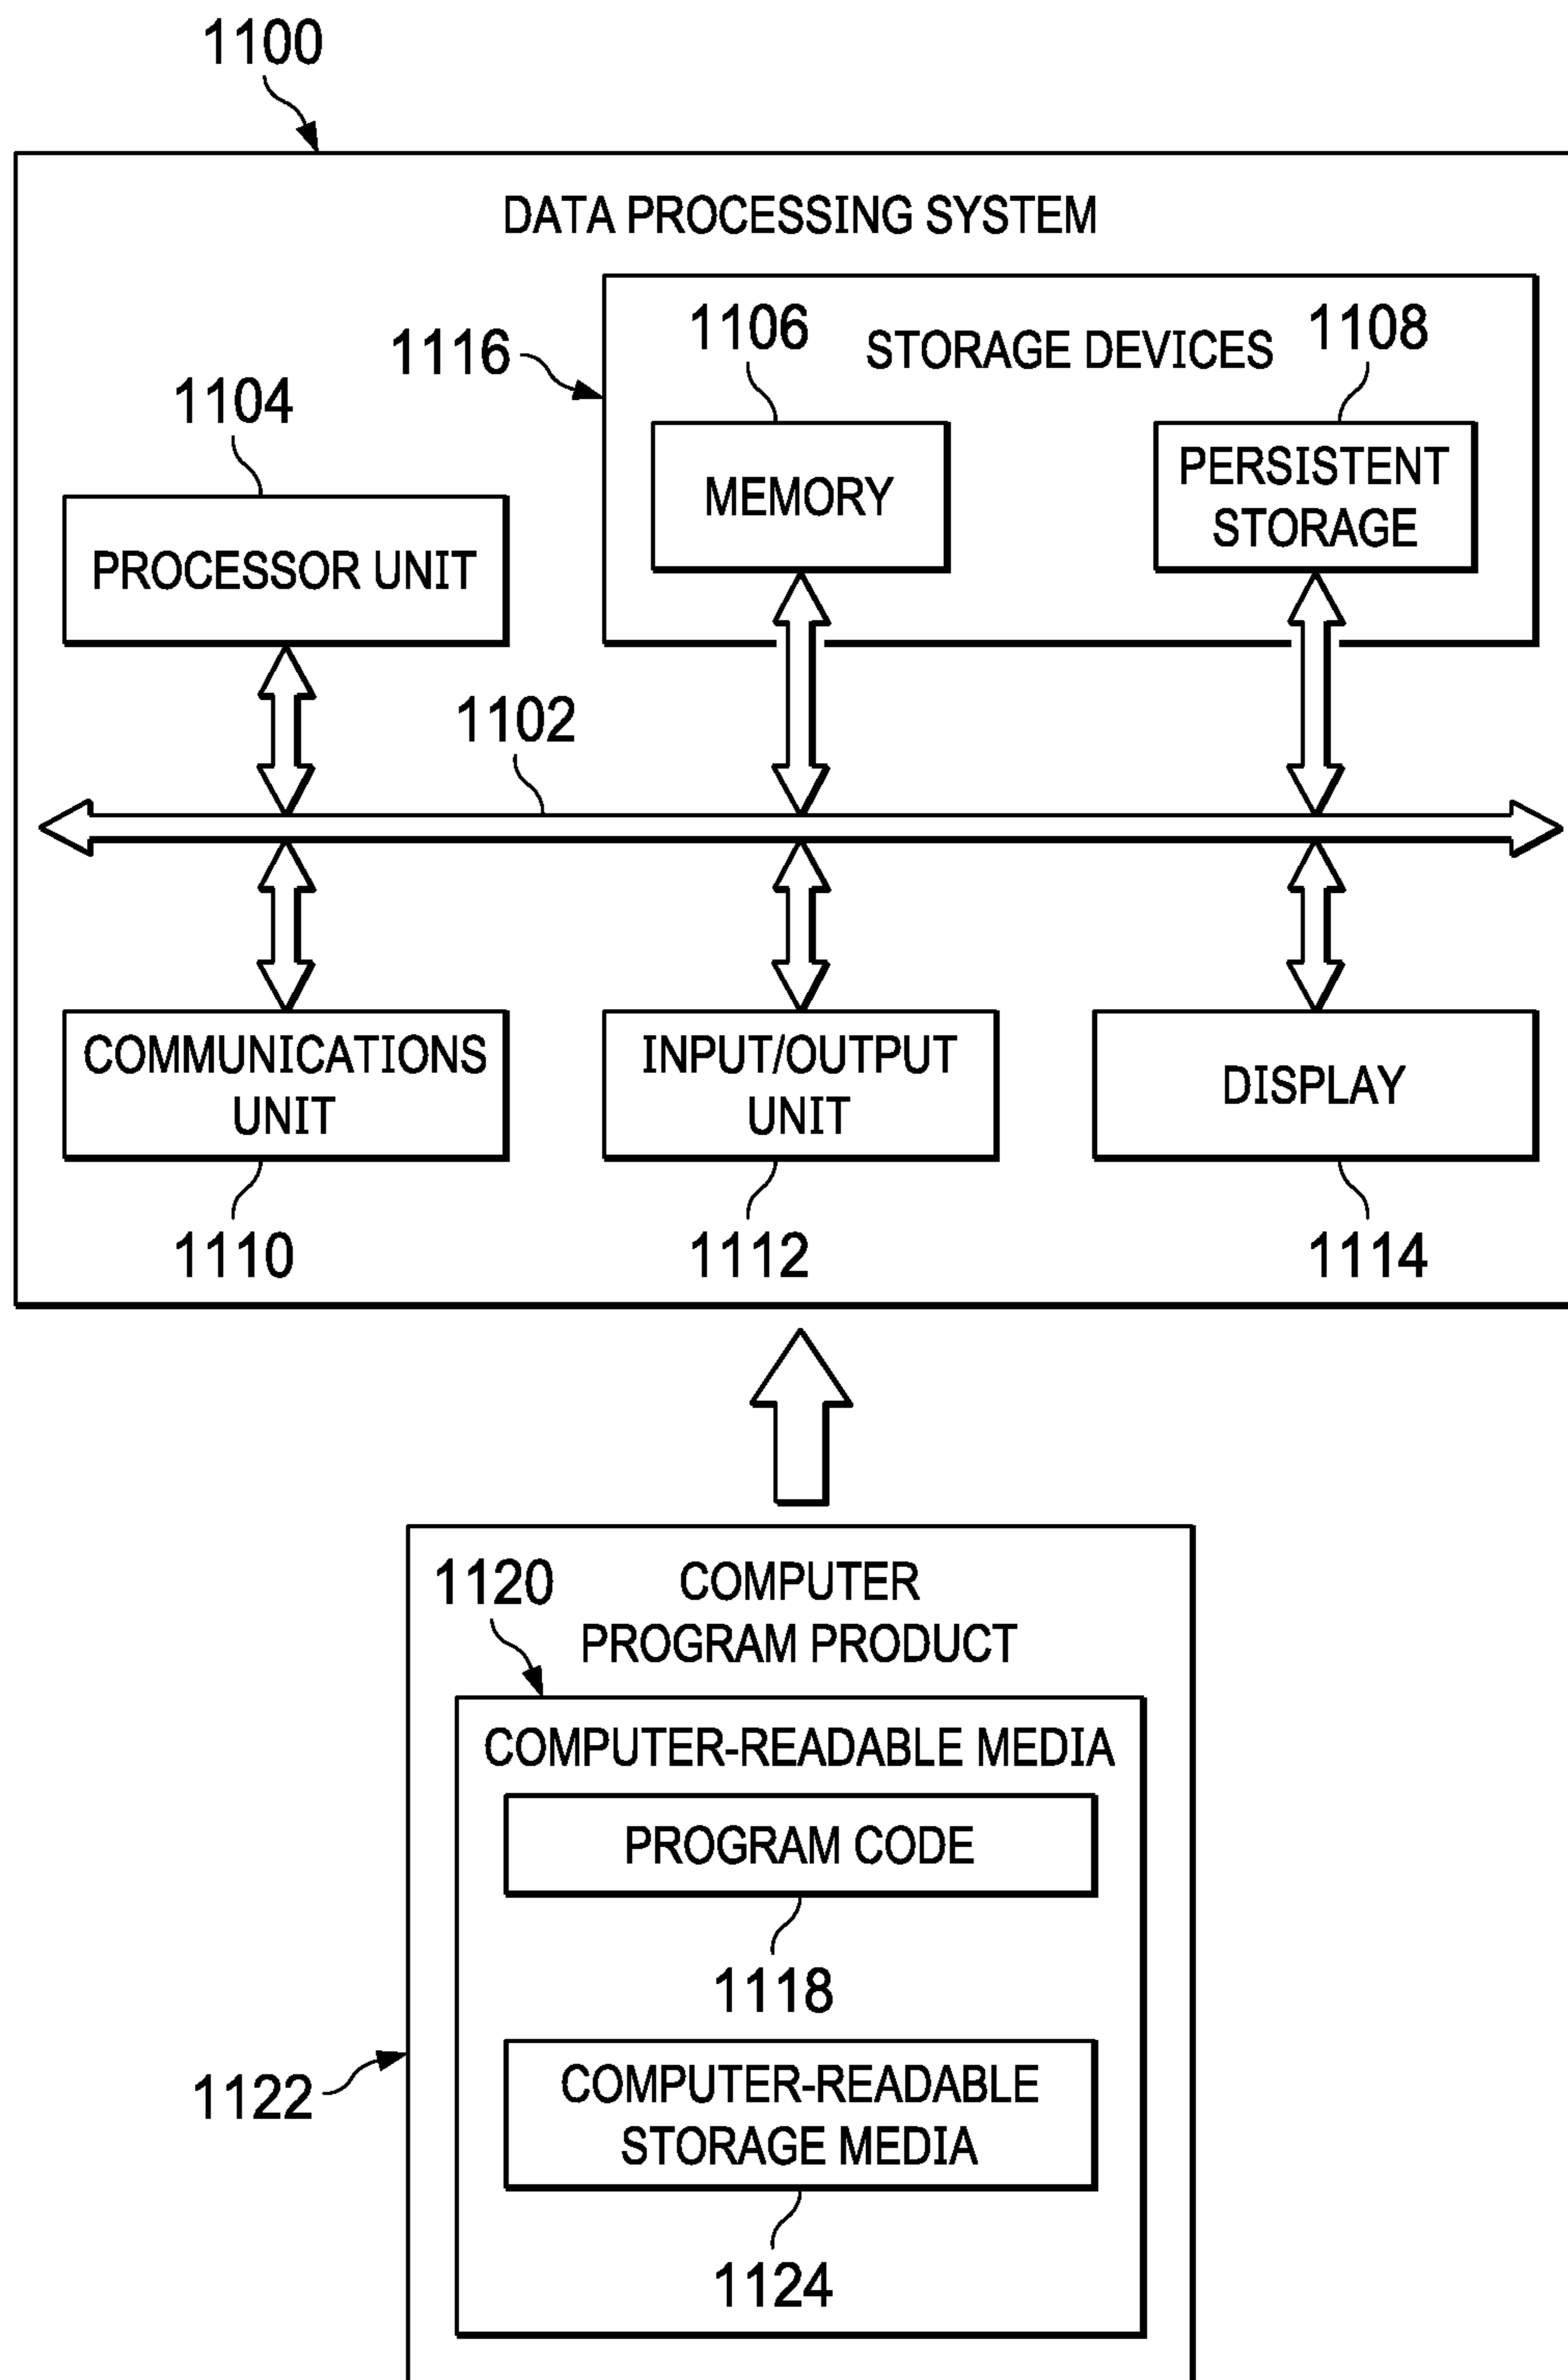 1100
DATA PROCESSING SYSTEM
1116
1106
STORAGE DEVICES
1108
1104
MEMORY
PERSISTENT
STORAGE
PROCESSOR UNIT
1102
COMMUNICATIONS
UNIT
INPUT/OUTPUT
UNIT
DISPLAY
1110
1112
1114
1120
COMPUTER
PROGRAM PRODUCT
COMPUTER-READABLE MEDIA
PROGRAM CODE
1118
1122
COMPUTER-READABLE
STORAGE MEDIA
1124